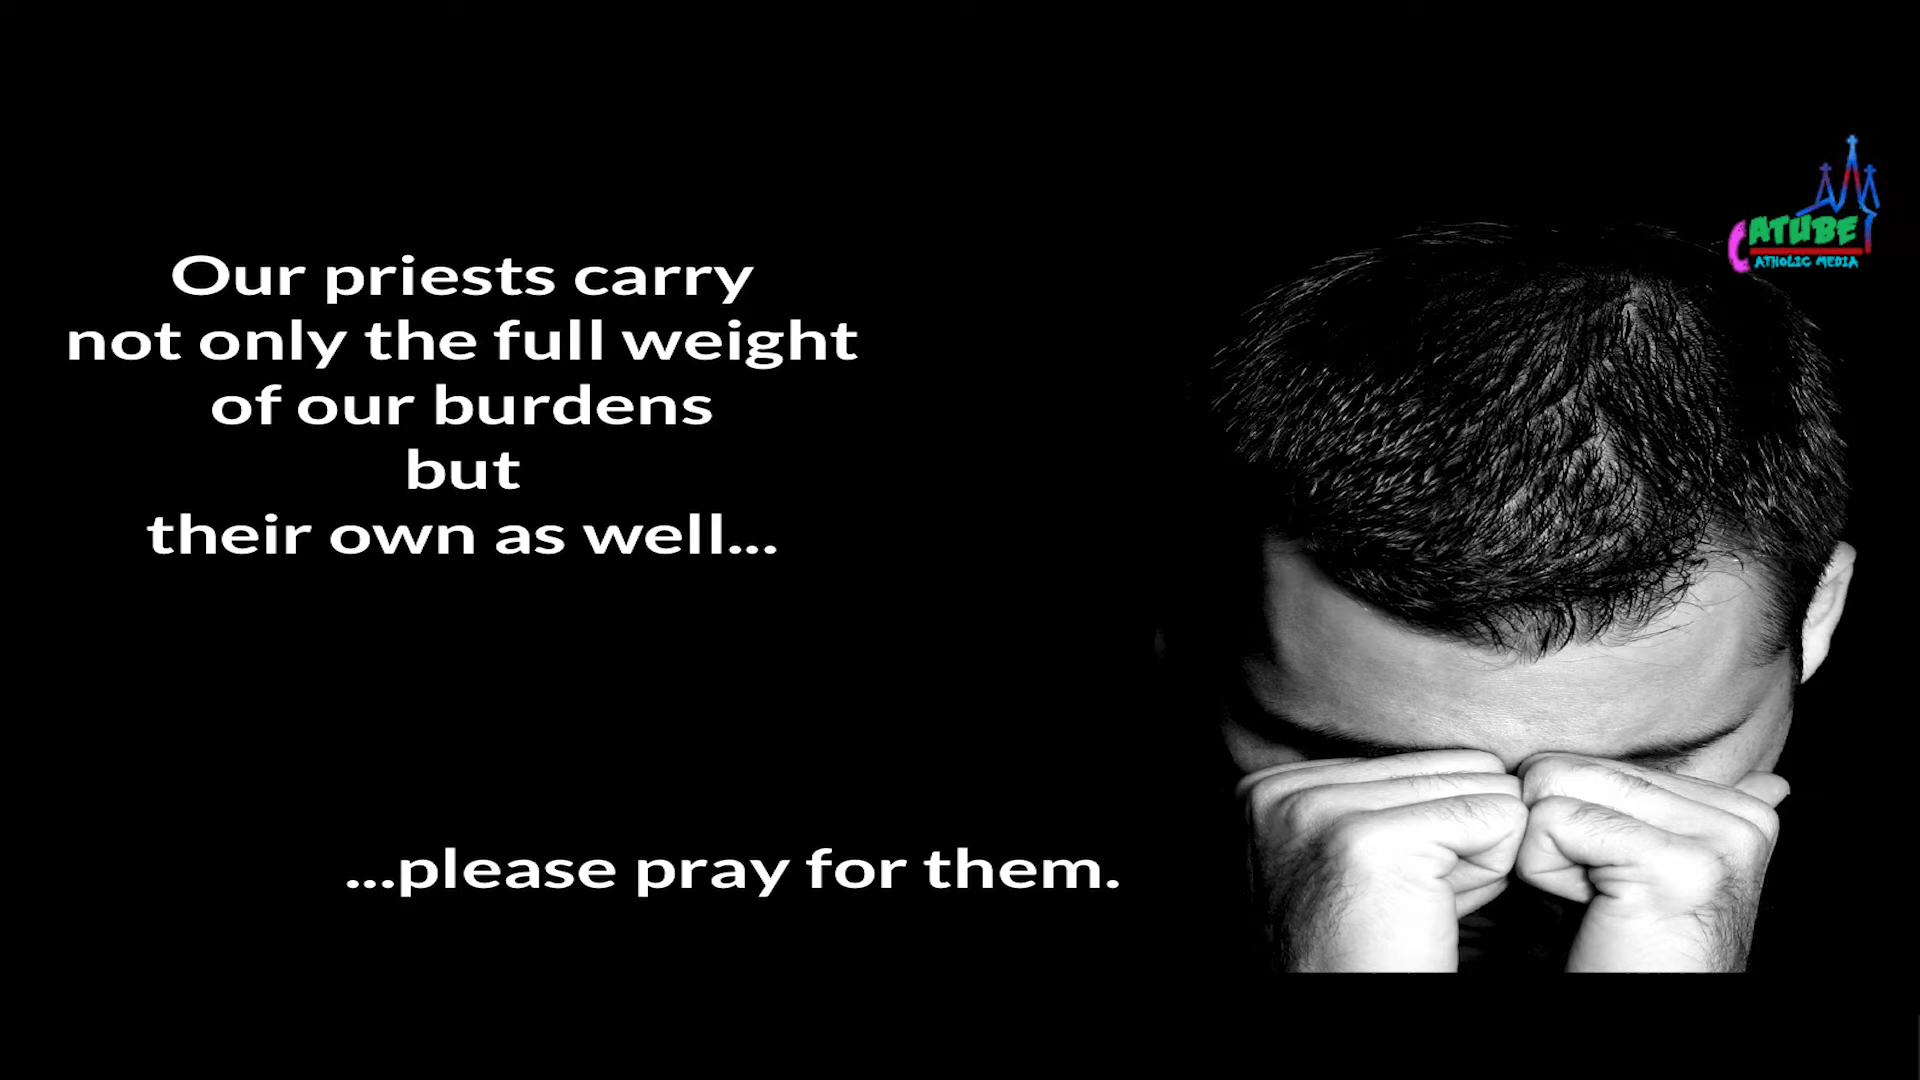 Our priests carry
not only the full weight
of our burdens
but
their own as well...
...please pray for them.
CATUBE
CATHOLIC MEDIA